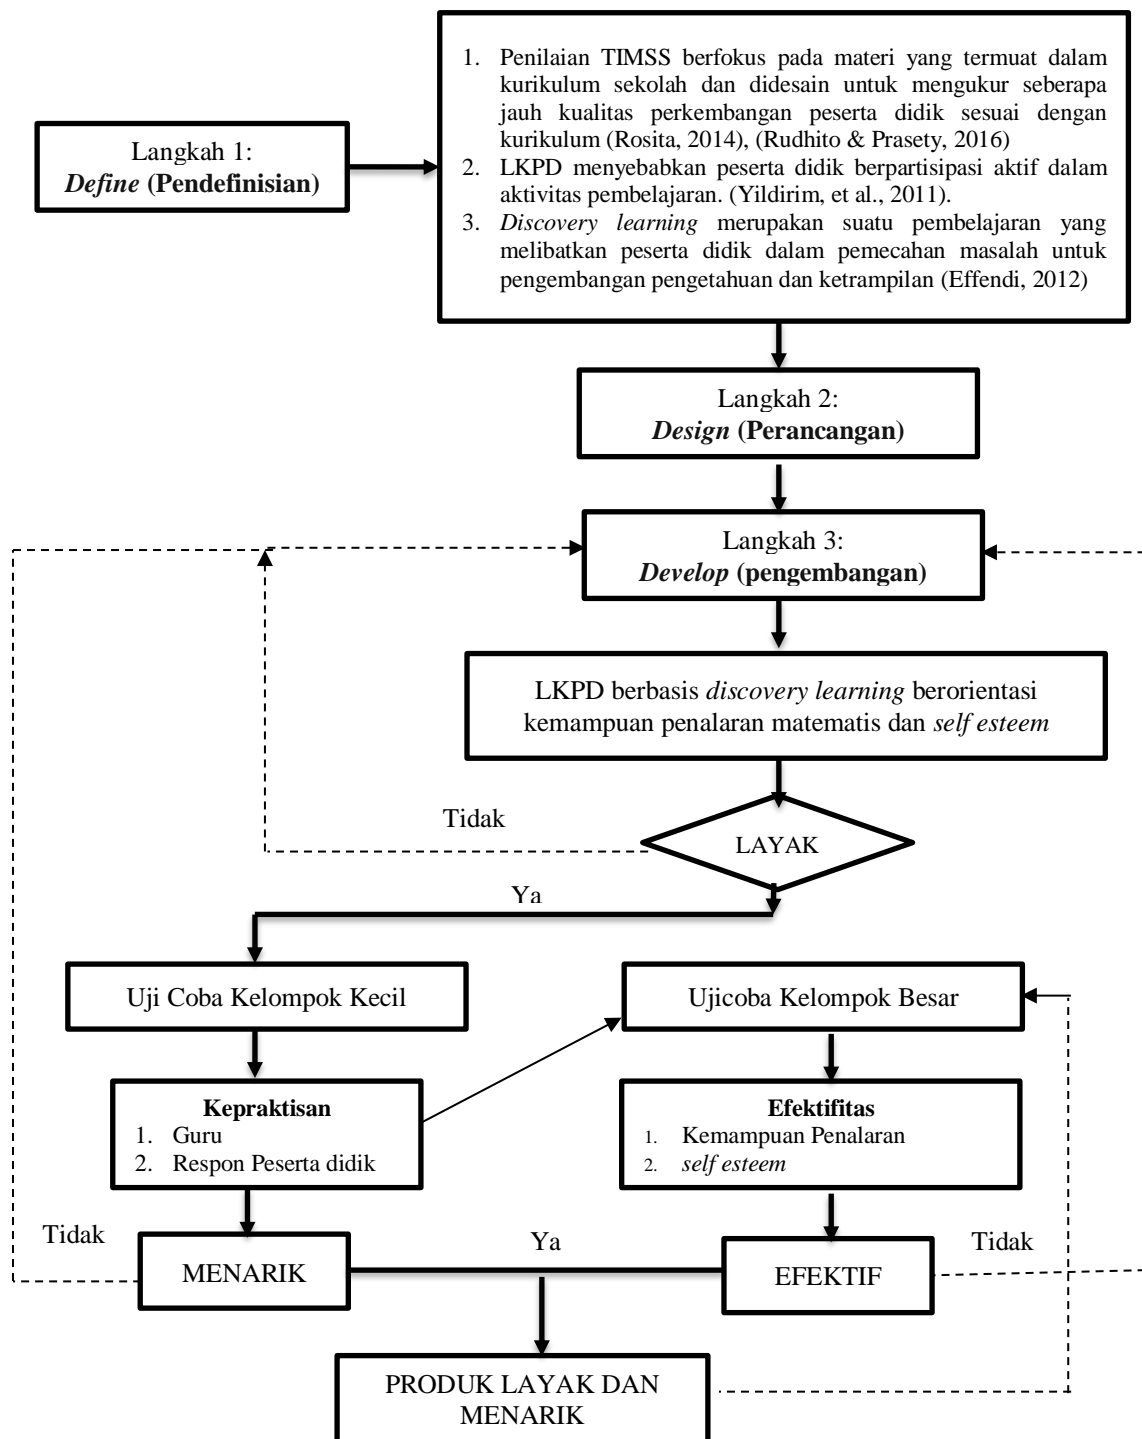 Langkah 1:
Define (Pendefinisian)
1. Penilaian TIMSS berfokus pada materi yang termuat dalam
kurikulum sekolah dan didesain untuk mengukur seberapa
jauh kualitas perkembangan peserta didik sesuai dengan
kurikulum (Rosita, 2014), (Rudhito & Prasety, 2016)
2. LKPD menyebabkan peserta didik berpartisipasi aktif dalam
aktivitas pembelajaran. (Yildirim, et al., 2011).
3. Discovery learning merupakan suatu pembelajaran yang
melibatkan peserta didik dalam pemecahan masalah untuk
pengembangan pengetahuan dan ketrampilan (Effendi, 2012)
Langkah 2:
Design (Perancangan)
Langkah 3:
Develop (pengembangan)
LKPD berbasis discovery learning berorientasi
kemampuan penalaran matematis dan self esteem
Tidak
LAYAK
Ya
Uji Coba Kelompok Kecil
Ujicoba Kelompok Besar
Kepraktisan
1. Guru
2. Respon Peserta didik
Efektifitas
1. Kemampuan Penalaran
2. self esteem
Tidak
MENARIK
Ya
EFEKTIF
Tidak
PRODUK LAYAK DAN
MENARIK